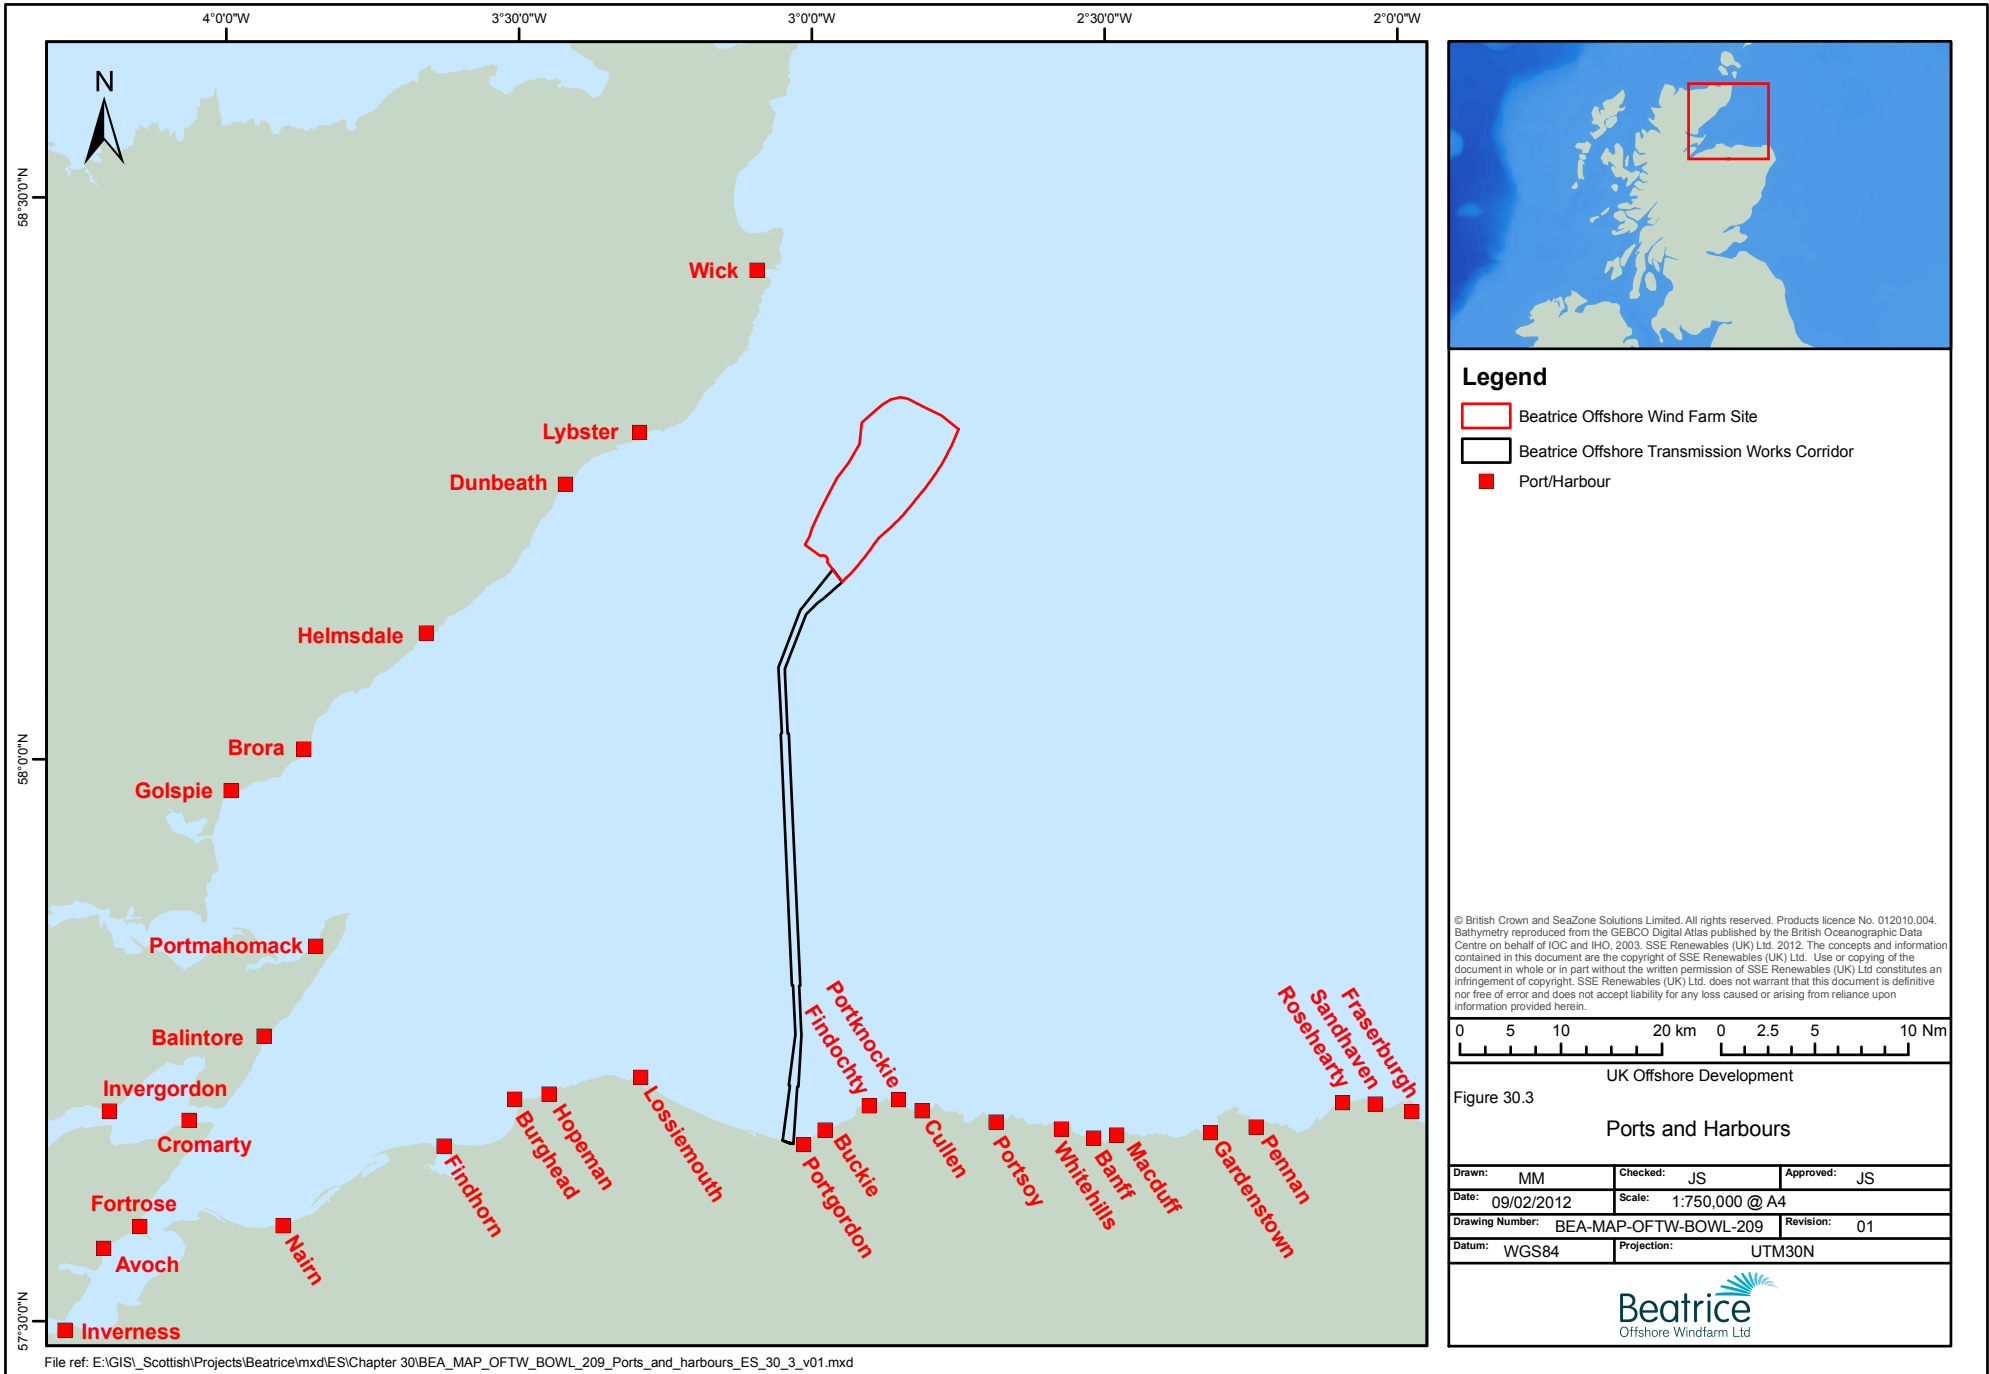 4°0'0"W
3°30'0"W
3°0'0"W
2°30'0"W
2°0'0"W
58°30'0"N
58°0'0"N
57°30'0"N
N
Wick
Lybster
Dunbeath
Helmsdale
Brora
Golspie
Portmahomack
Balintore
Invergordon
Cromarty
Fortrose
Avoch
Inverness
Nairn
Findhorn
Burghead
Hopeman
Lossiemouth
Portgordon
Buckie
Findochty
Portknockie
Cullen
Portsoy
Whitehills
Banff
Macduff
Gardenstown
Pennan
Rosehearty
Sandhaven
Fraserburgh
Legend
Beatrice Offshore Wind Farm Site
Beatrice Offshore Transmission Works Corridor
Port/Harbour
© British Crown and SeaZone Solutions Limited. All rights reserved. Products licence No. 012010.004.
Bathymetry reproduced from the GEBCO Digital Atlas published by the British Oceanographic Data
Centre on behalf of IOC and IHO, 2003. SSE Renewables (UK) Ltd. 2012. The concepts and information
contained in this document are the copyright of SSE Renewables (UK) Ltd. Use or copying of the
document in whole or in part without the written permission of SSE Renewables (UK) Ltd constitutes an
infringement of copyright. SSE Renewables (UK) Ltd. does not warrant that this document is definitive
nor free of error and does not accept liability for any loss caused or arising from reliance upon
information provided herein.
0 5 10 20 km 0 2.5 5 10 Nm
UK Offshore Development
Figure 30.3
Ports and Harbours
Drawn: MM Checked: JS Approved: JS
Date: 09/02/2012 Scale: 1:750,000 @ A4
Drawing Number: BEA-MAP-OFTW-BOWL-209 Revision: 01
Datum: WGS84 Projection: UTM30N
Beatrice
Offshore Windfarm Ltd
File ref: E:\GIS\_Scottish\Projects\Beatrice\mxd\ES\Chapter 30\BEA_MAP_OFTW_BOWL_209_Ports_and_harbours_ES_30_3_v01.mxd